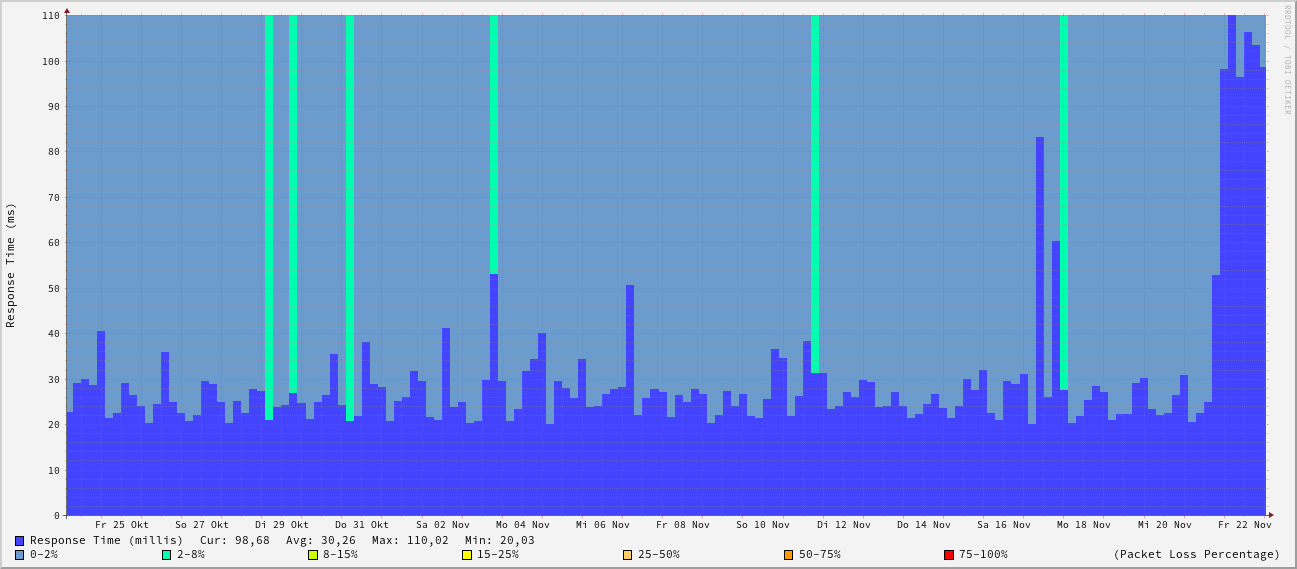 RRDTOOL / TOBI OETIKER
Response Time (ms)
110
100
90
80
70
60
50
40
30
20
10
0
Fr 25 Okt So 27 Okt Di 29 Okt Do 31 Okt Sa 02 Nov Mo 04 Nov Mi 06 Nov Fr 08 Nov So 10 Nov Di 12 Nov Do 14 Nov Sa 16 Nov Mo 18 Nov Mi 20 Nov Fr 22 Nov
Response Time (millis) Cur: 98,68 Avg: 30,26 Max: 110,02 Min: 20,03
0-2% 2-8% 8-15% 15-25% 25-50% 50-75% 75-100% (Packet Loss Percentage)